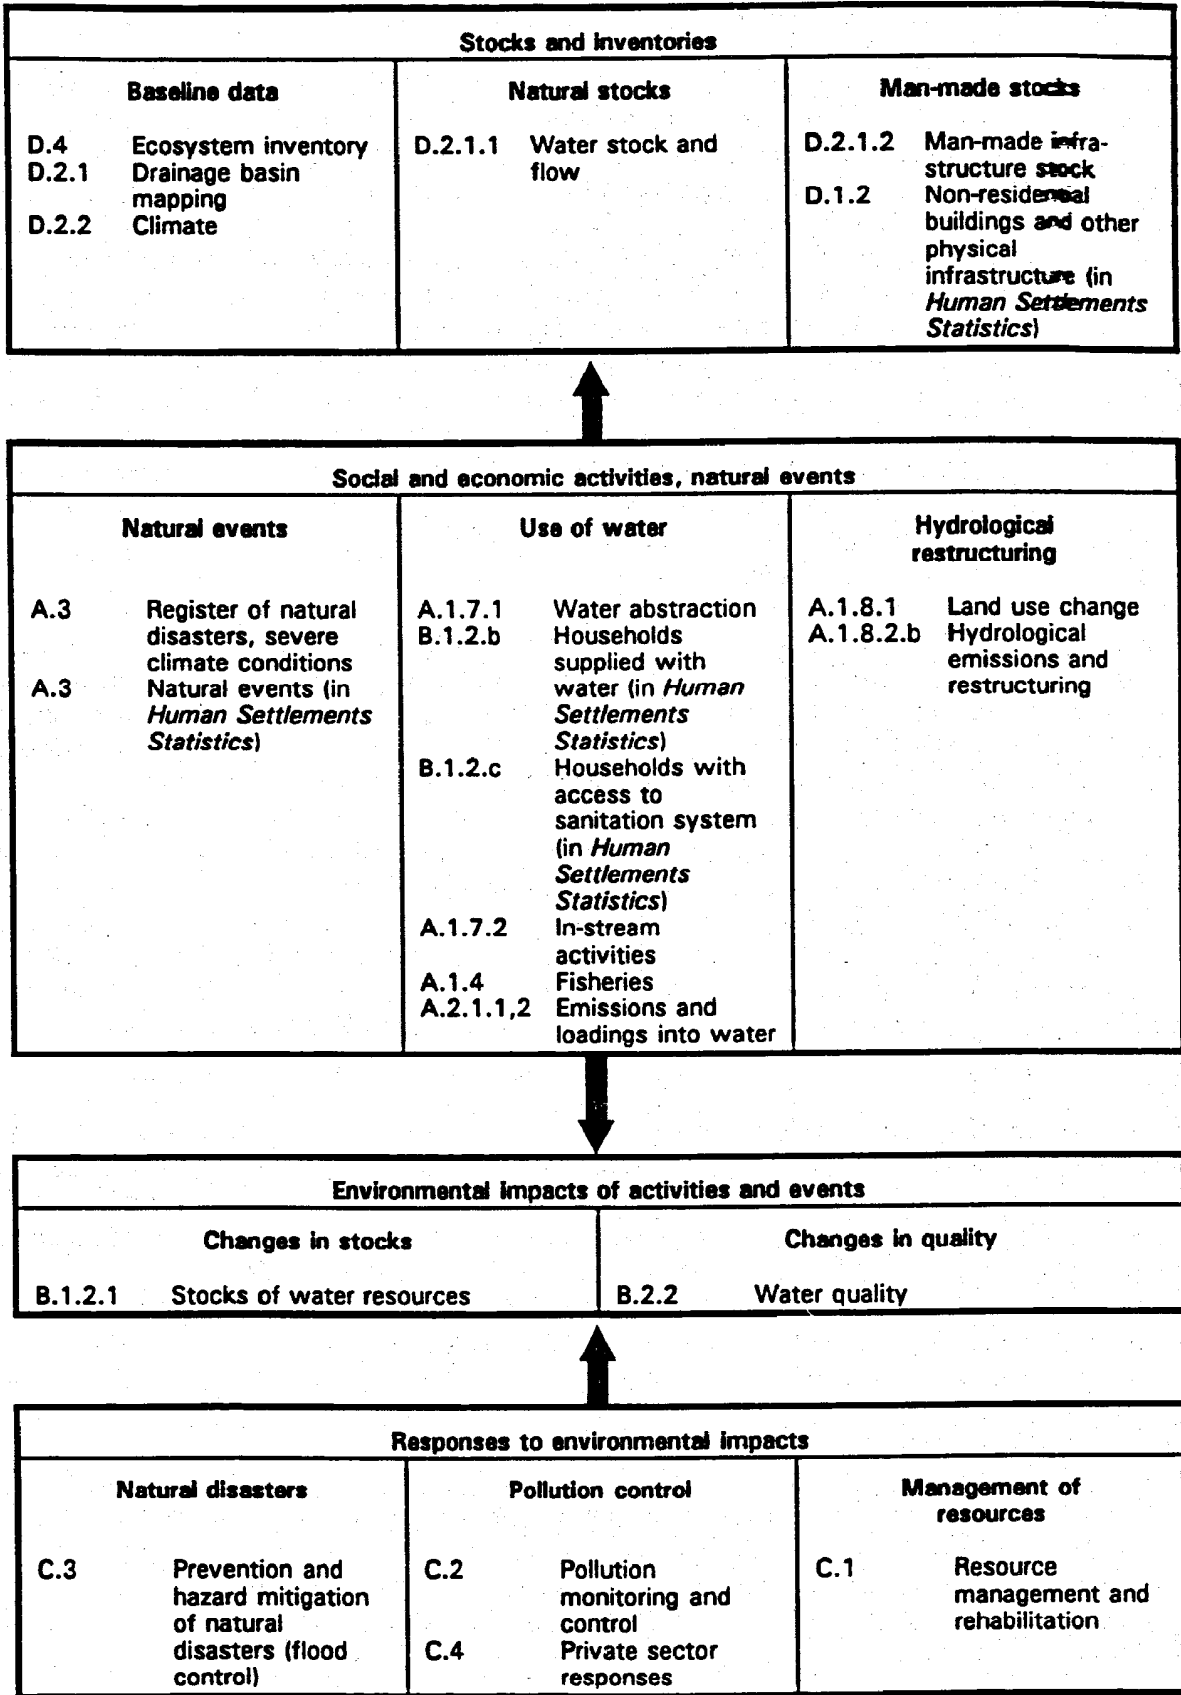 Stocks and inventories
Baseline data
D.4 Ecosystem inventory
D.2.1 Drainage basin
mapping
D.2.2 Climate
Natural stocks
D.2.1.1 Water stock and
flow
Man-made stocks
D.2.1.2 Man-made infra-
structure stock
D.1.2 Non-residential
buildings and other
physical
infrastructure (in
Human Settlements
Statistics)
Social and economic activities, natural events
Natural events
A.3 Register of natural
disasters, severe
climate conditions
A.3 Natural events (in
Human Settlements
Statistics)
Use of water
A.1.7.1 Water abstraction
B.1.2.b Households
supplied with
water (in Human
Settlements
Statistics)
B.1.2.c Households with
access to
sanitation system
(in Human
Settlements
Statistics)
A.1.7.2 In-stream
activities
A.1.4 Fisheries
A.2.1.1,2 Emissions and
loadings into water
Hydrological
restructuring
A.1.8.1 Land use change
A.1.8.2.b Hydrological
emissions and
restructuring
Environmental impacts of activities and events
Changes in stocks
B.1.2.1 Stocks of water resources
Changes in quality
B.2.2 Water quality
Responses to environmental impacts
Natural disasters
C.3 Prevention and
hazard mitigation
of natural
disasters (flood
control)
Pollution control
C.2 Pollution
monitoring and
control
C.4 Private sector
responses
Management of
resources
C.1 Resource
management and
rehabilitation